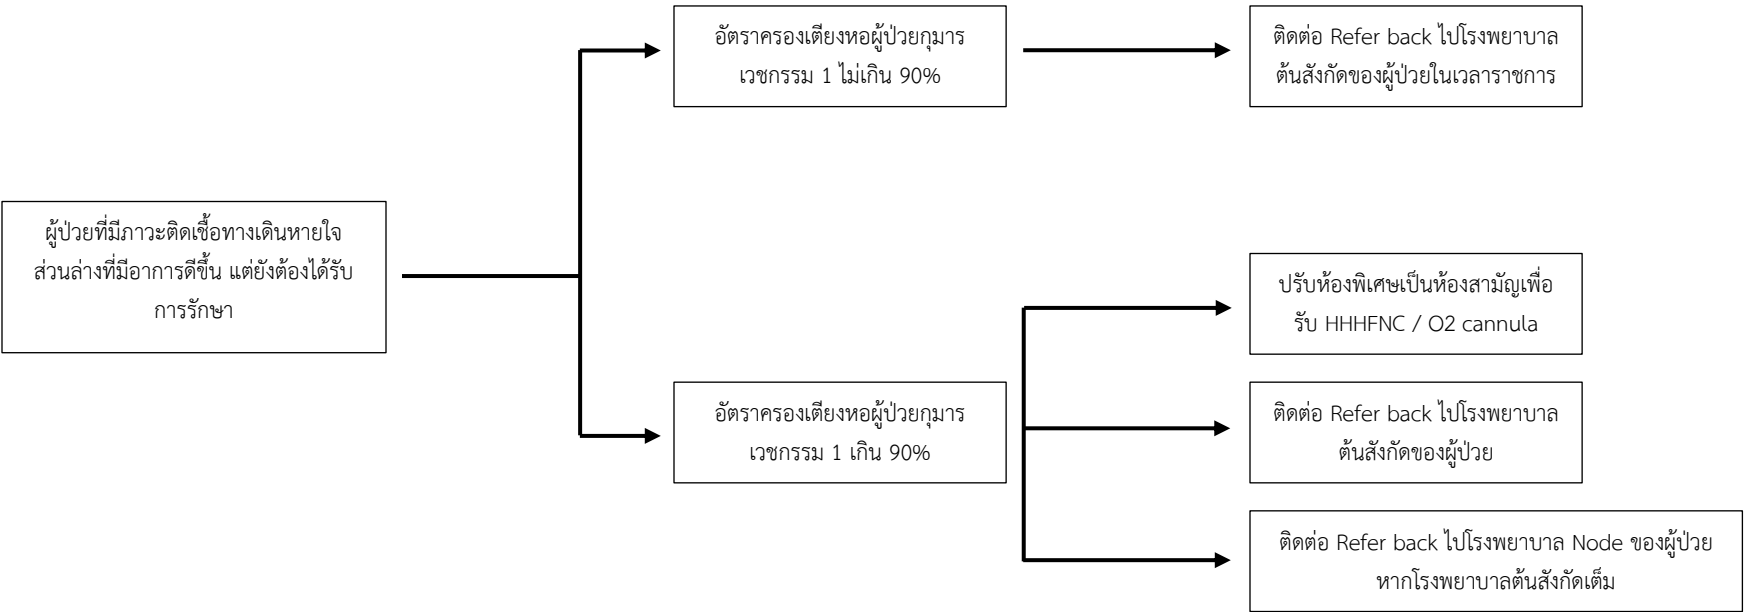 ผู้ป่วยที่มีภาวะติดเชื้อทางเดินหายใจ
ส่วนล่างที่มีอาการดีขึ้น แต่ยังต้องได้รับ
การรักษา
อัตราครองเตียงหอผู้ป่วยกุมาร
เวชกรรม 1 ไม่เกิน 90%
ติดต่อ Refer back ไปโรงพยาบาล
ต้นสังกัดของผู้ป่วยในเวลาราชการ
อัตราครองเตียงหอผู้ป่วยกุมาร
เวชกรรม 1 เกิน 90%
ปรับห้องพิเศษเป็นห้องสามัญเพื่อ
รับ HHHFNC / O2 cannula
ติดต่อ Refer back ไปโรงพยาบาล
ต้นสังกัดของผู้ป่วย
ติดต่อ Refer back ไปโรงพยาบาล Node ของผู้ป่วย
หากโรงพยาบาลต้นสังกัดเต็ม